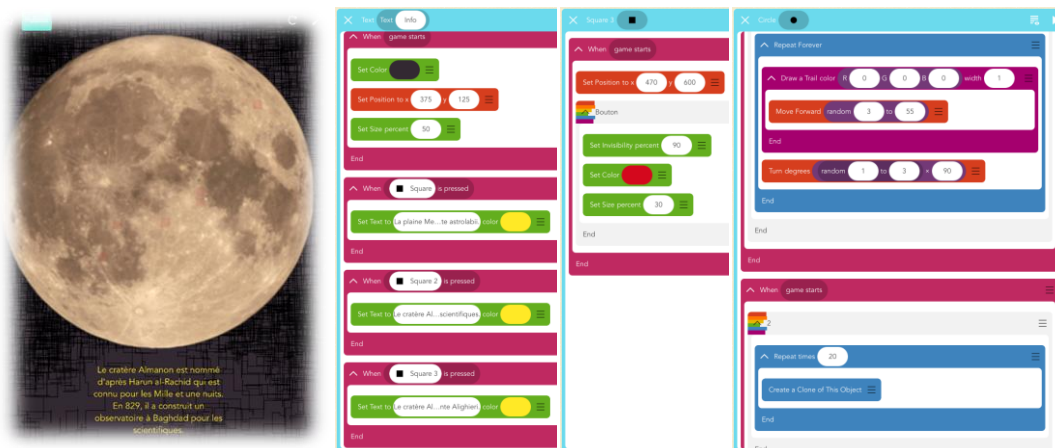 Le cratère Almanon est nommé
d'après Harun al-Rachid qui est
connu pour les Mille et une nuits.
En 829, il a construit un
observatoire à Baghdad pour les
scientifiques.
Text Text Info
When game starts
Set Color
Set Position to x 375 y 125
Set Size percent 50
End
When Square is pressed
Set Text to La plaine Me...te astrolabii. color
End
When Square 2 is pressed
Set Text to Le cratère Al...scientifiques. color
End
When Square 3 is pressed
Set Text to Le cratère Al...nte Alighieri. color
End
Square 3
When game starts
Set Position to x 470 y 600
Bouton
Set Invisibility percent 90
Set Color
Set Size percent 30
End
End
Circle
Repeat Forever
Draw a Trail color R 0 G 0 B 0 width 1
Move Forward random 3 to 55
End
Turn degrees random 1 to 3 × 90
End
End
End
When game starts
2
Repeat times 20
Create a Clone of This Object
End
End